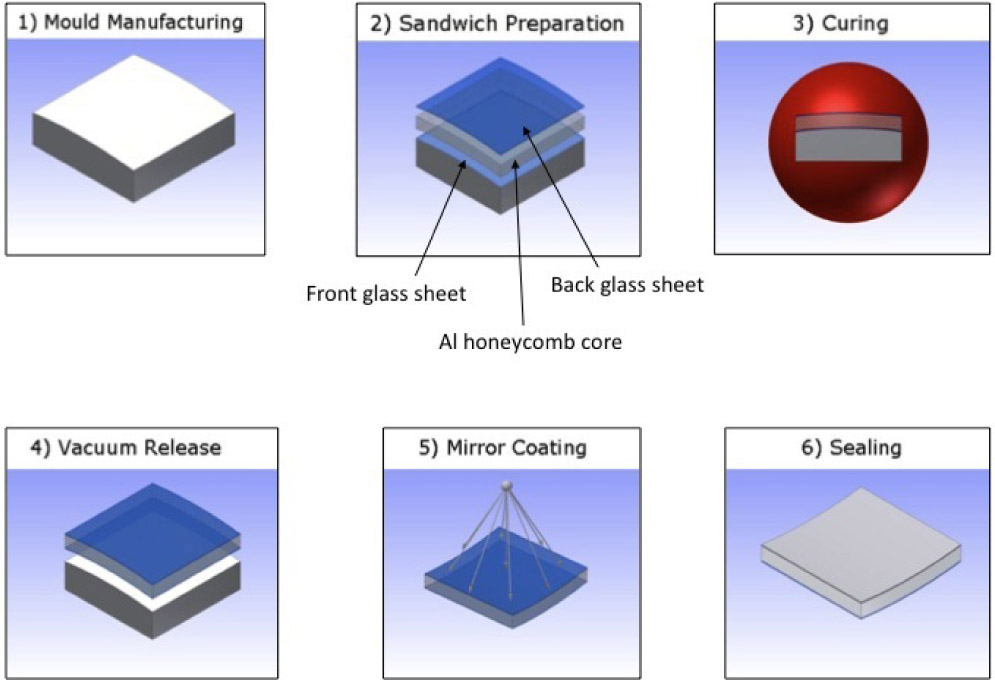 1) Mould Manufacturing
2) Sandwich Preparation
3) Curing
Front glass sheet
Back glass sheet
Al honeycomb core
4) Vacuum Release
5) Mirror Coating
6) Sealing